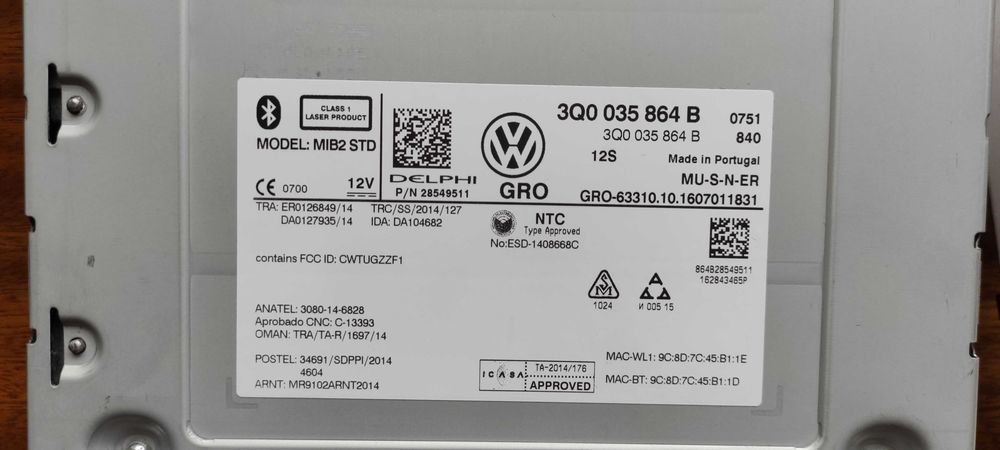 CLASS 1
LASER PRODUCT
MODEL: MIB2 STD
CE 0700 12V
DELPHI
P/N 28549511
GRO
3Q0 035 864 B 0751
3Q0 035 864 B 840
12S Made in Portugal
MU-S-N-ER
GRO-63310.10.1607011831
TRA: ER0126849/14 TRC/SS/2014/127
DA0127935/14 IDA: DA104682
NTC
Type Approved
No:ESD-1408668C
contains FCC ID: CWTUGZZF1
864B28549511
162843465P
1024
И 005 15
ANATEL: 3080-14-6828
Aprobado CNC: C-13393
OMAN: TRA/TA-R/1697/14
POSTEL: 34691/SDPPI/2014
4604
ARNT: MR9102ARNT2014
ICASA TA-2014/176
APPROVED
MAC-WL1: 9C:8D:7C:45:B1:1E
MAC-BT: 9C:8D:7C:45:B1:1D